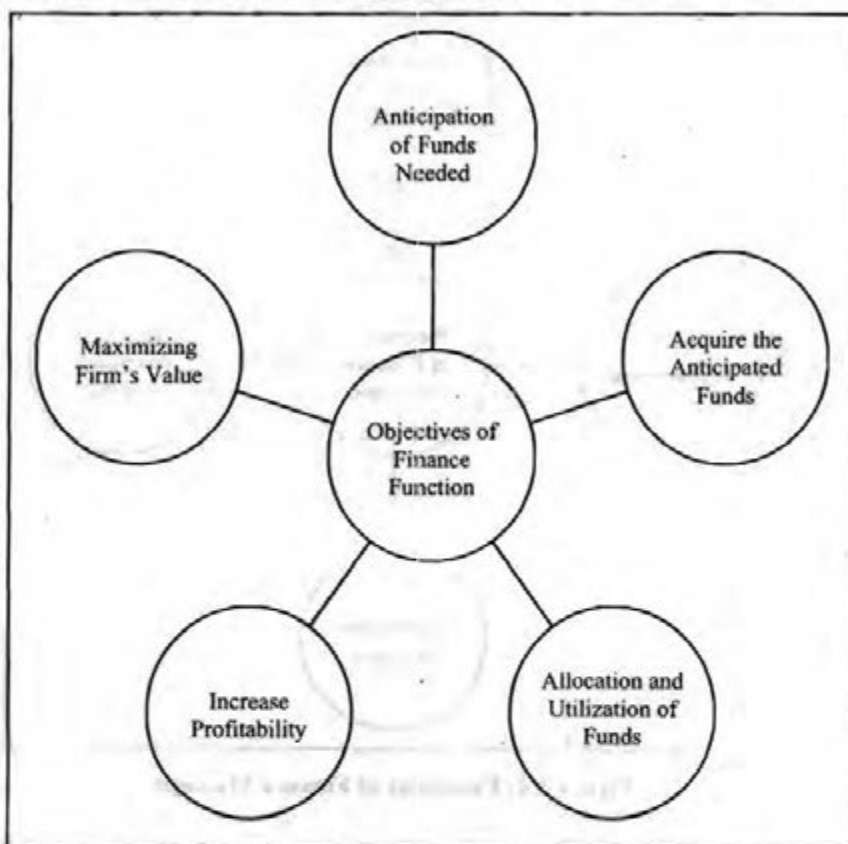 Anticipation
of Funds
Needed
Acquire the
Anticipated
Funds
Allocation and
Utilization of
Funds
Increase
Profitability
Maximizing
Firm's Value
Objectives of
Finance
Function